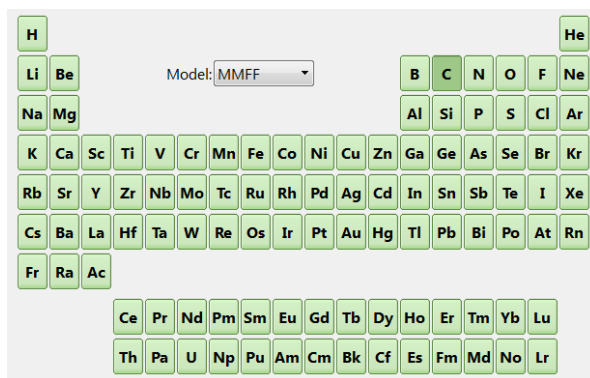 H He
Li Be Model: MMFF B C N O F Ne
Na Mg Al Si P S Cl Ar
K Ca Sc Ti V Cr Mn Fe Co Ni Cu Zn Ga Ge As Se Br Kr
Rb Sr Y Zr Nb Mo Tc Ru Rh Pd Ag Cd In Sn Sb Te I Xe
Cs Ba La Hf Ta W Re Os Ir Pt Au Hg Tl Pb Bi Po At Rn
Fr Ra Ac
Ce Pr Nd Pm Sm Eu Gd Tb Dy Ho Er Tm Yb Lu
Th Pa U Np Pu Am Cm Bk Cf Es Fm Md No Lr